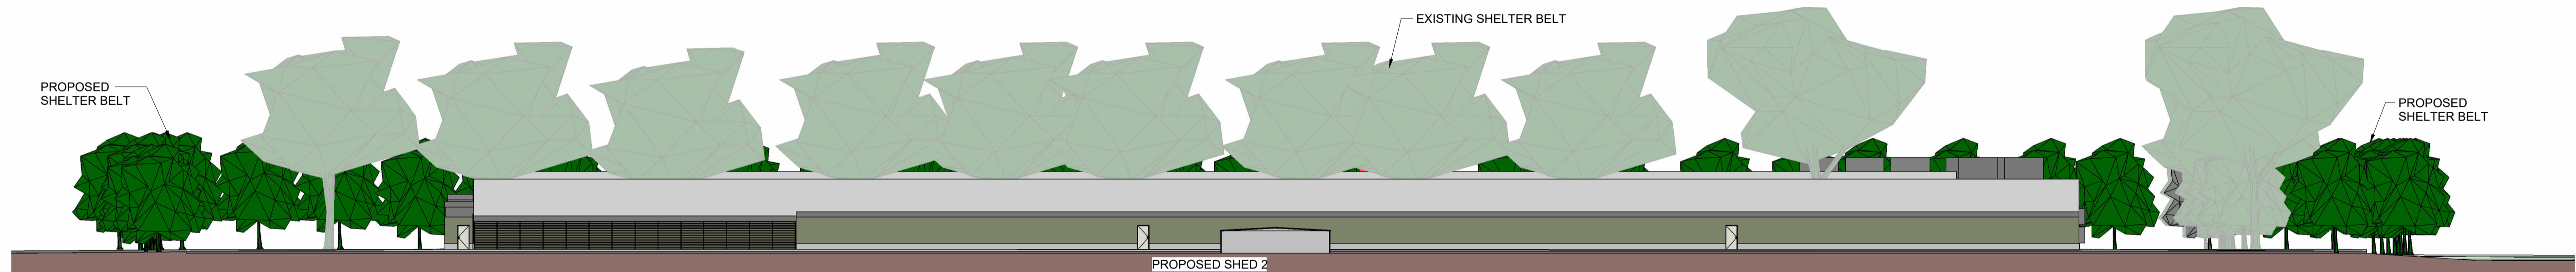 EXISTING SHELTER BELT
PROPOSED
SHELTER BELT
PROPOSED
SHELTER BELT
PROPOSED SHED 2